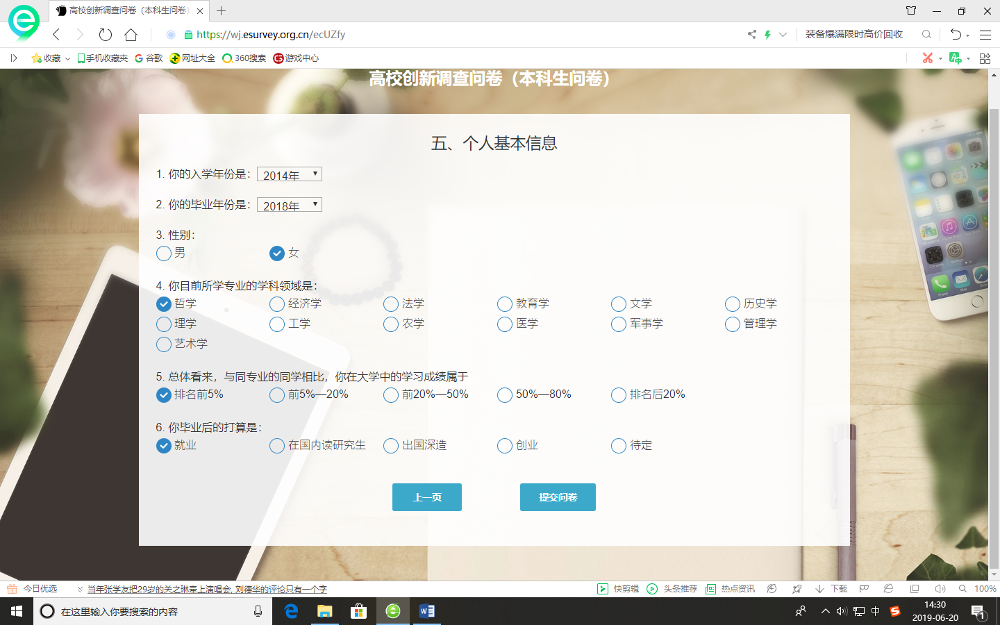 高校创新调查问卷（本科生问卷）
https://wj.esurvey.org.cn/ecUZfy
装备爆满限时高价回收
收藏 手机收藏夹 谷歌 网址大全 360搜索 游戏中心
高校创新调查问卷（本科生问卷）
五、个人基本信息
1. 你的入学年份是： 2014年
2. 你的毕业年份是： 2018年
3. 性别：
男 女
4. 你目前所学专业的学科领域是：
哲学 经济学 法学 教育学 文学 历史学
理学 工学 农学 医学 军事学 管理学
艺术学
5. 总体看来，与同专业的同学相比，你在大学中的学习成绩属于
排名前5% 前5%—20% 前20%—50% 50%—80% 排名后20%
6. 你毕业后的打算是：
就业 在国内读研究生 出国深造 创业 待定
上一页 提交问卷
今日优选 当年张学友把29岁的关之琳牵上演唱会, 刘德华的评论只有一个字 快剪辑 头条推荐 热点资讯 下载 100%
在这里输入你要搜索的内容 中 14:30
2019-06-20 1